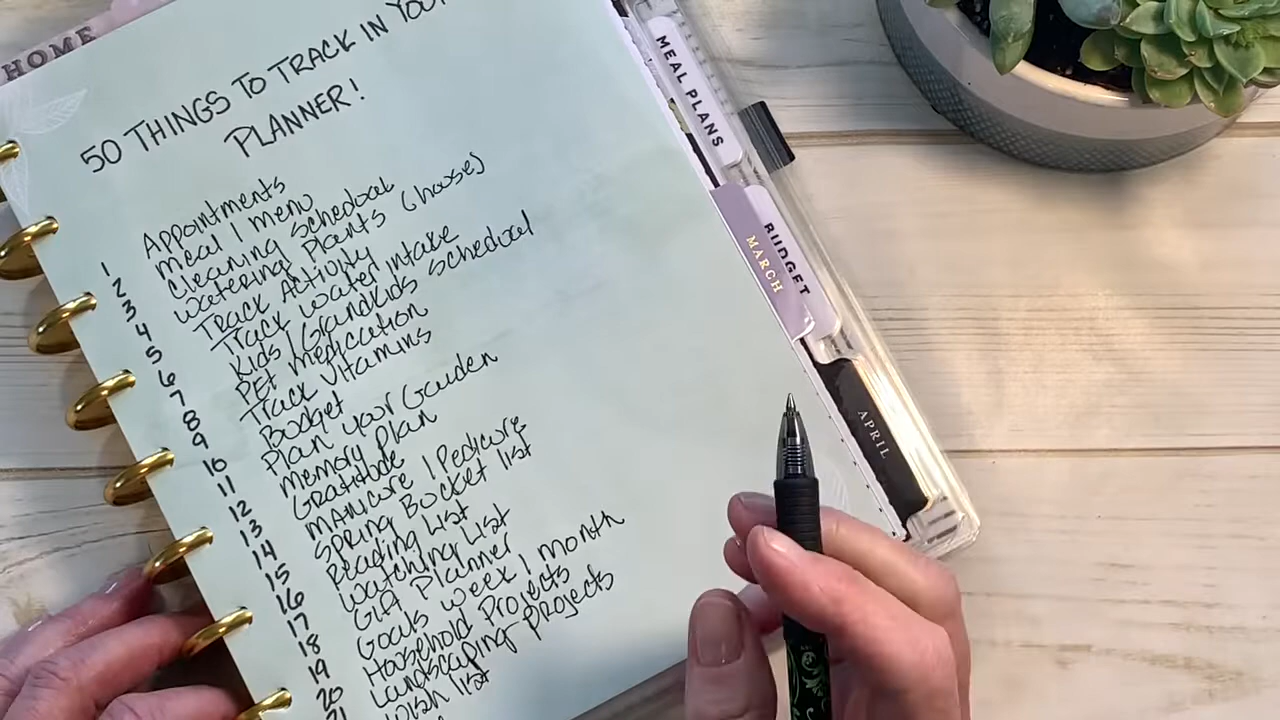 HOME
50 THINGS TO TRACK IN YOUR
PLANNER!
1 Appointments
2 Meal / menu
3 Cleaning Schedoual
4 Watering Plants (house)
5 Track Activity
6 Track water intake
7 Kids / Grandkids schedoual
8 PET Medication
9 Track Vitamins
10 Budget
11 Plan your Garden
12 Memory Plan
13 Gratitude
14 MANicure / Pedicure
15 Spring Bucket list
16 Reading List
17 Watching List
18 Gift Planner
19 Goals week / month
20 Household Projects
21 Landscaping projects
wish list
MEAL PLANS
BUDGET
MARCH
APRIL